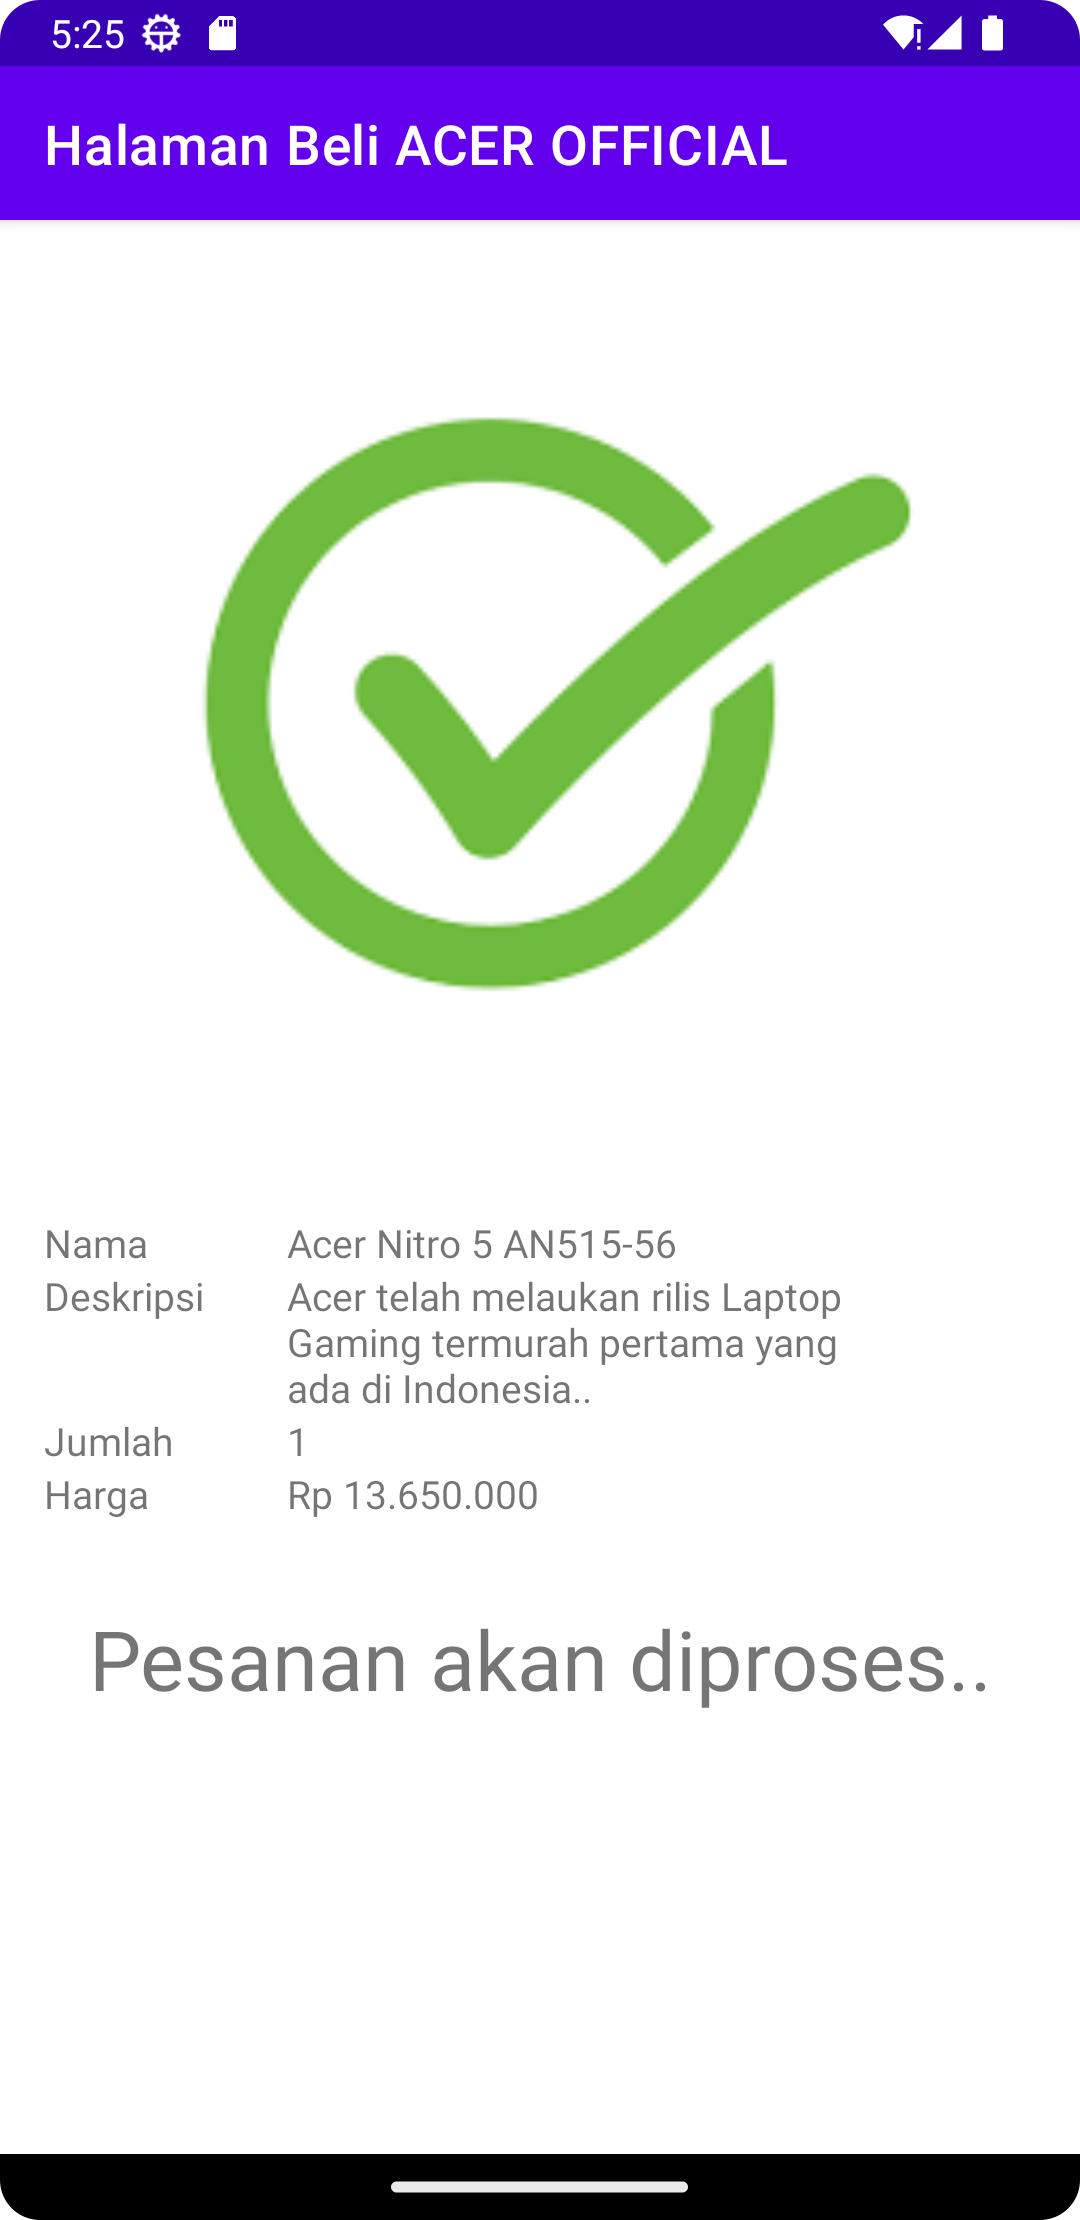 5:25
Halaman Beli ACER OFFICIAL
Nama Acer Nitro 5 AN515-56
Deskripsi Acer telah melaukan rilis Laptop
Gaming termurah pertama yang
ada di Indonesia..
Jumlah 1
Harga Rp 13.650.000
Pesanan akan diproses..